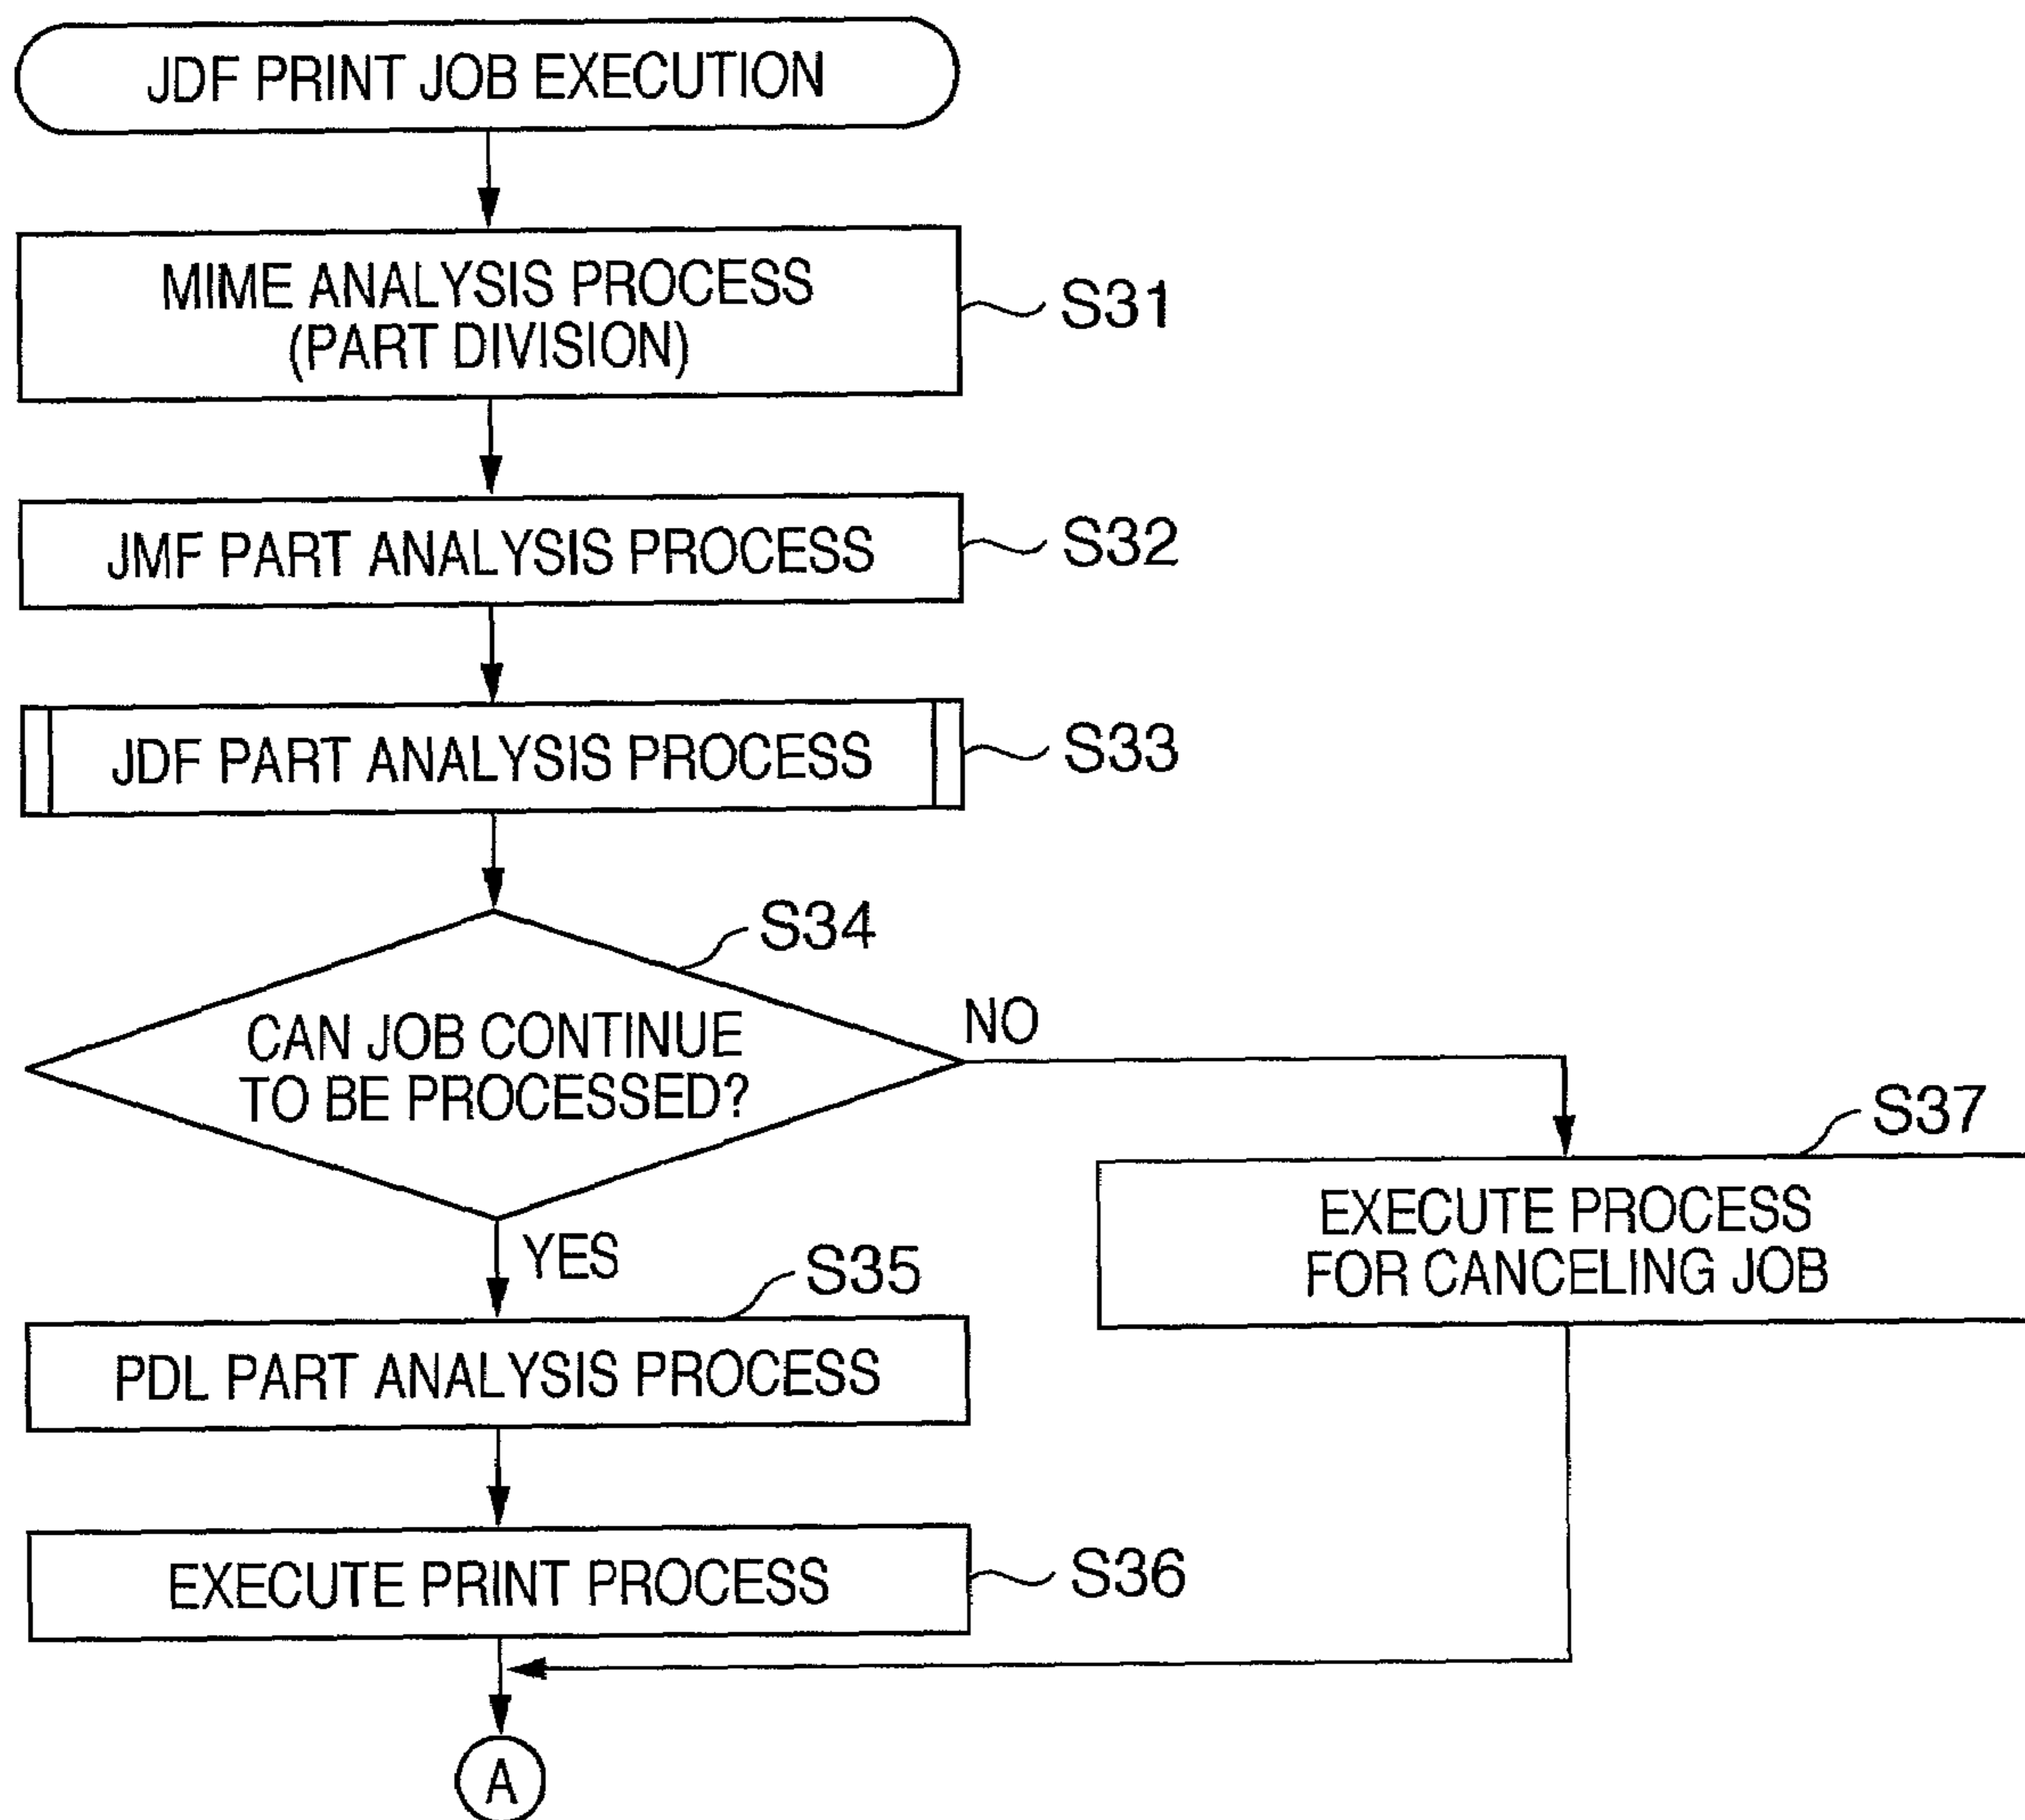 JDF PRINT JOB EXECUTION
MIME ANALYSIS PROCESS
(PART DIVISION)
S31
JMF PART ANALYSIS PROCESS
S32
JDF PART ANALYSIS PROCESS
S33
S34
CAN JOB CONTINUE
TO BE PROCESSED?
NO
YES
S37
EXECUTE PROCESS
FOR CANCELING JOB
S35
PDL PART ANALYSIS PROCESS
EXECUTE PRINT PROCESS
S36
A